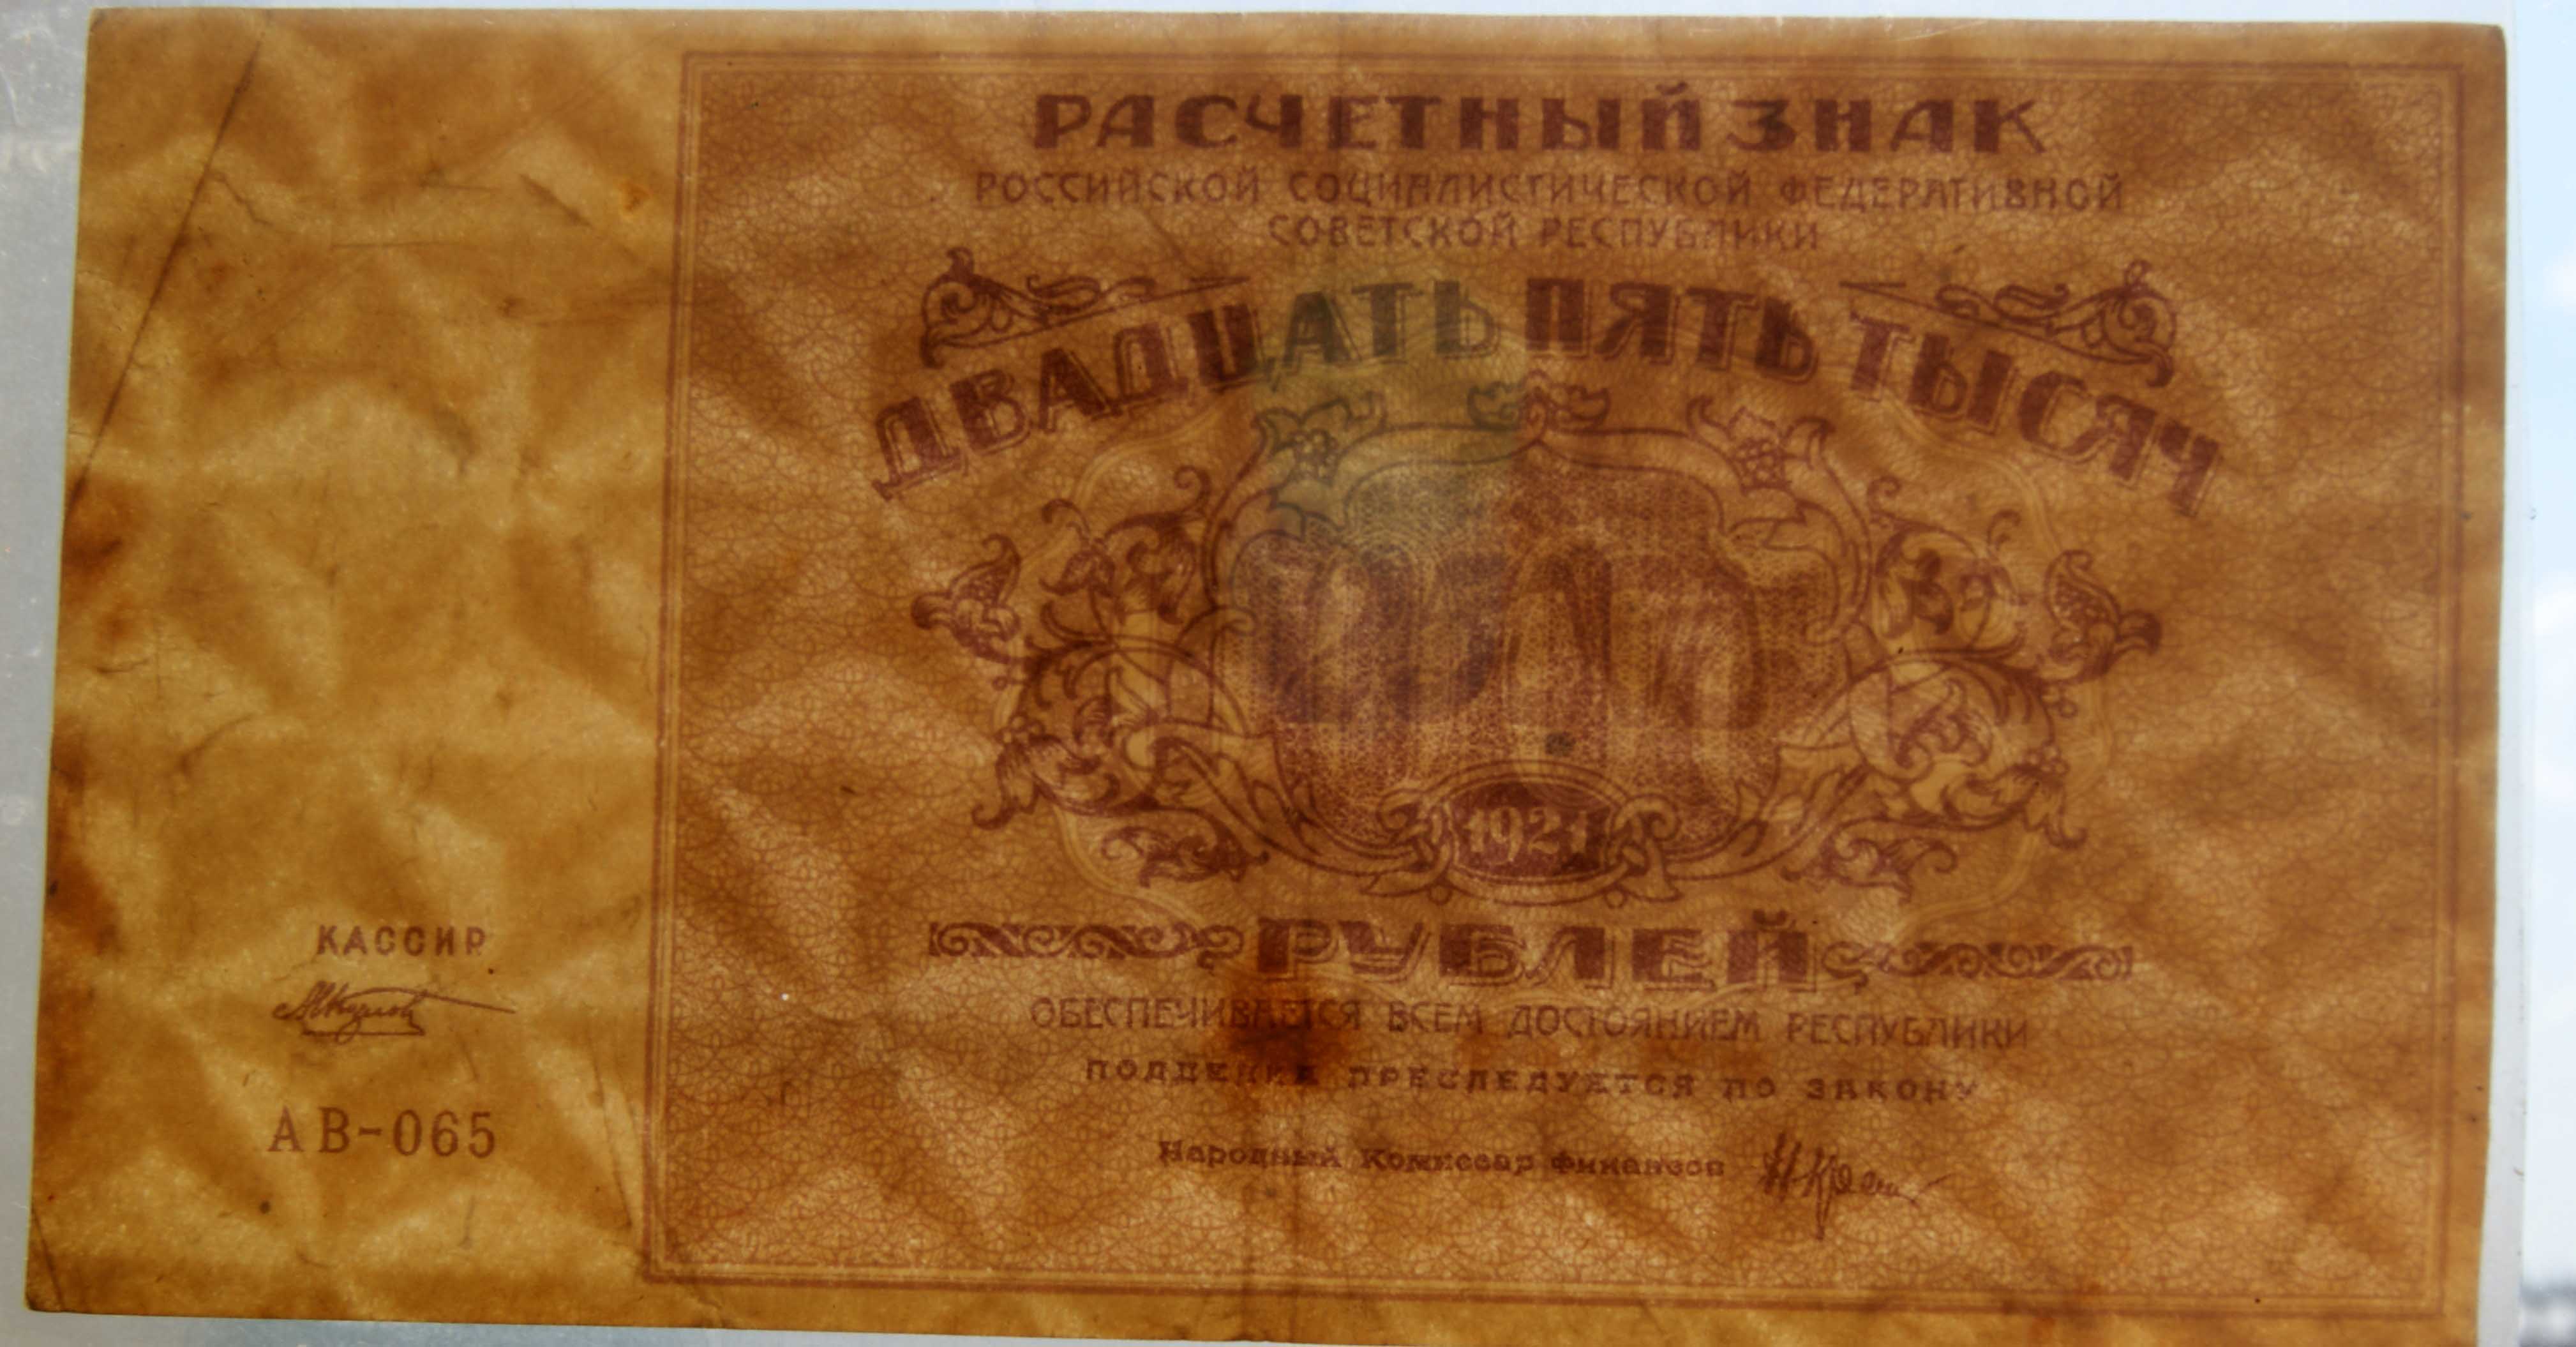 РАСЧЕТНЫЙ ЗНАК
РОССИЙСКОЙ СОЦИАЛИСТИЧЕСКОЙ ФЕДЕРАТИВНОЙ
СОВЕТСКОЙ РЕСПУБЛИКИ
ДВАДЦАТЬ ПЯТЬ ТЫСЯЧ
1921
РУБЛЕЙ
ОБЕСПЕЧИВАЕТСЯ ВСЕМ ДОСТОЯНИЕМ РЕСПУБЛИКИ
ПОДДЕЛКА ПРЕСЛЕДУЕТСЯ ПО ЗАКОНУ
Народный Комиссар Финансов
КАССИР
АВ-065